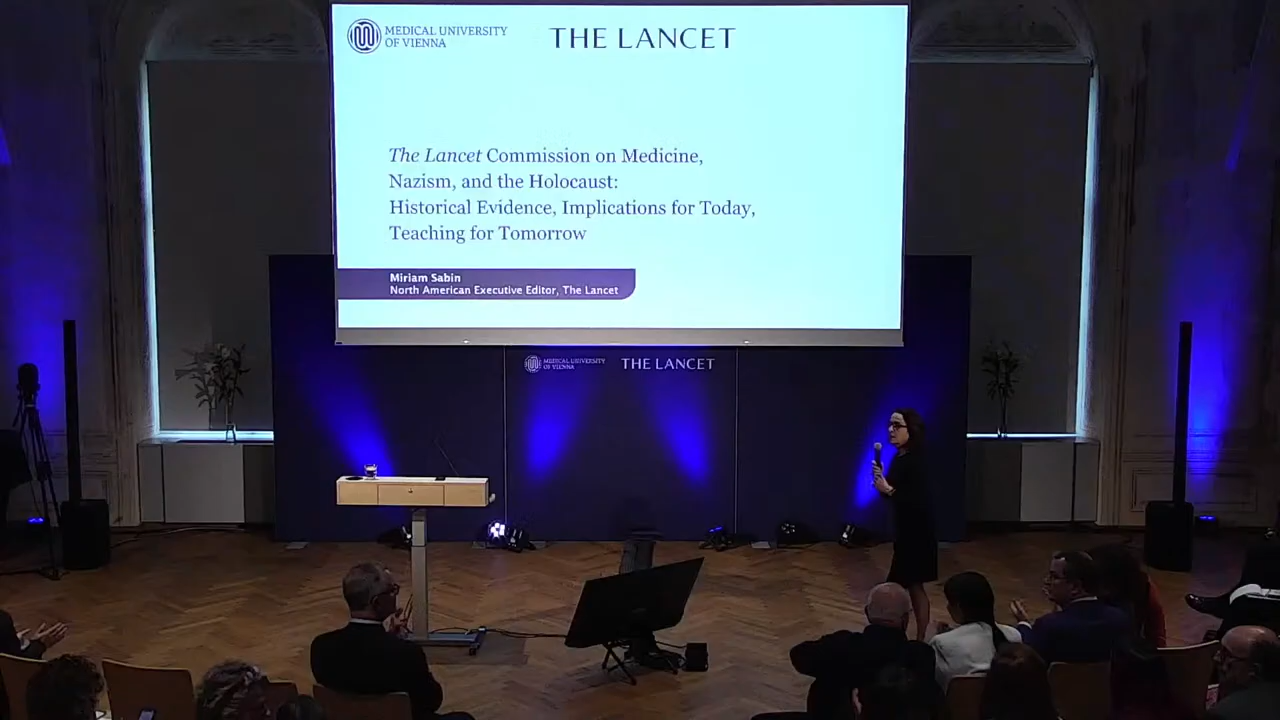 MEDICAL UNIVERSITY
OF VIENNA
THE LANCET
The Lancet Commission on Medicine,
Nazism, and the Holocaust:
Historical Evidence, Implications for Today,
Teaching for Tomorrow
Miriam Sabin
North American Executive Editor, The Lancet
MEDICAL UNIVERSITY
OF VIENNA
THE LANCET